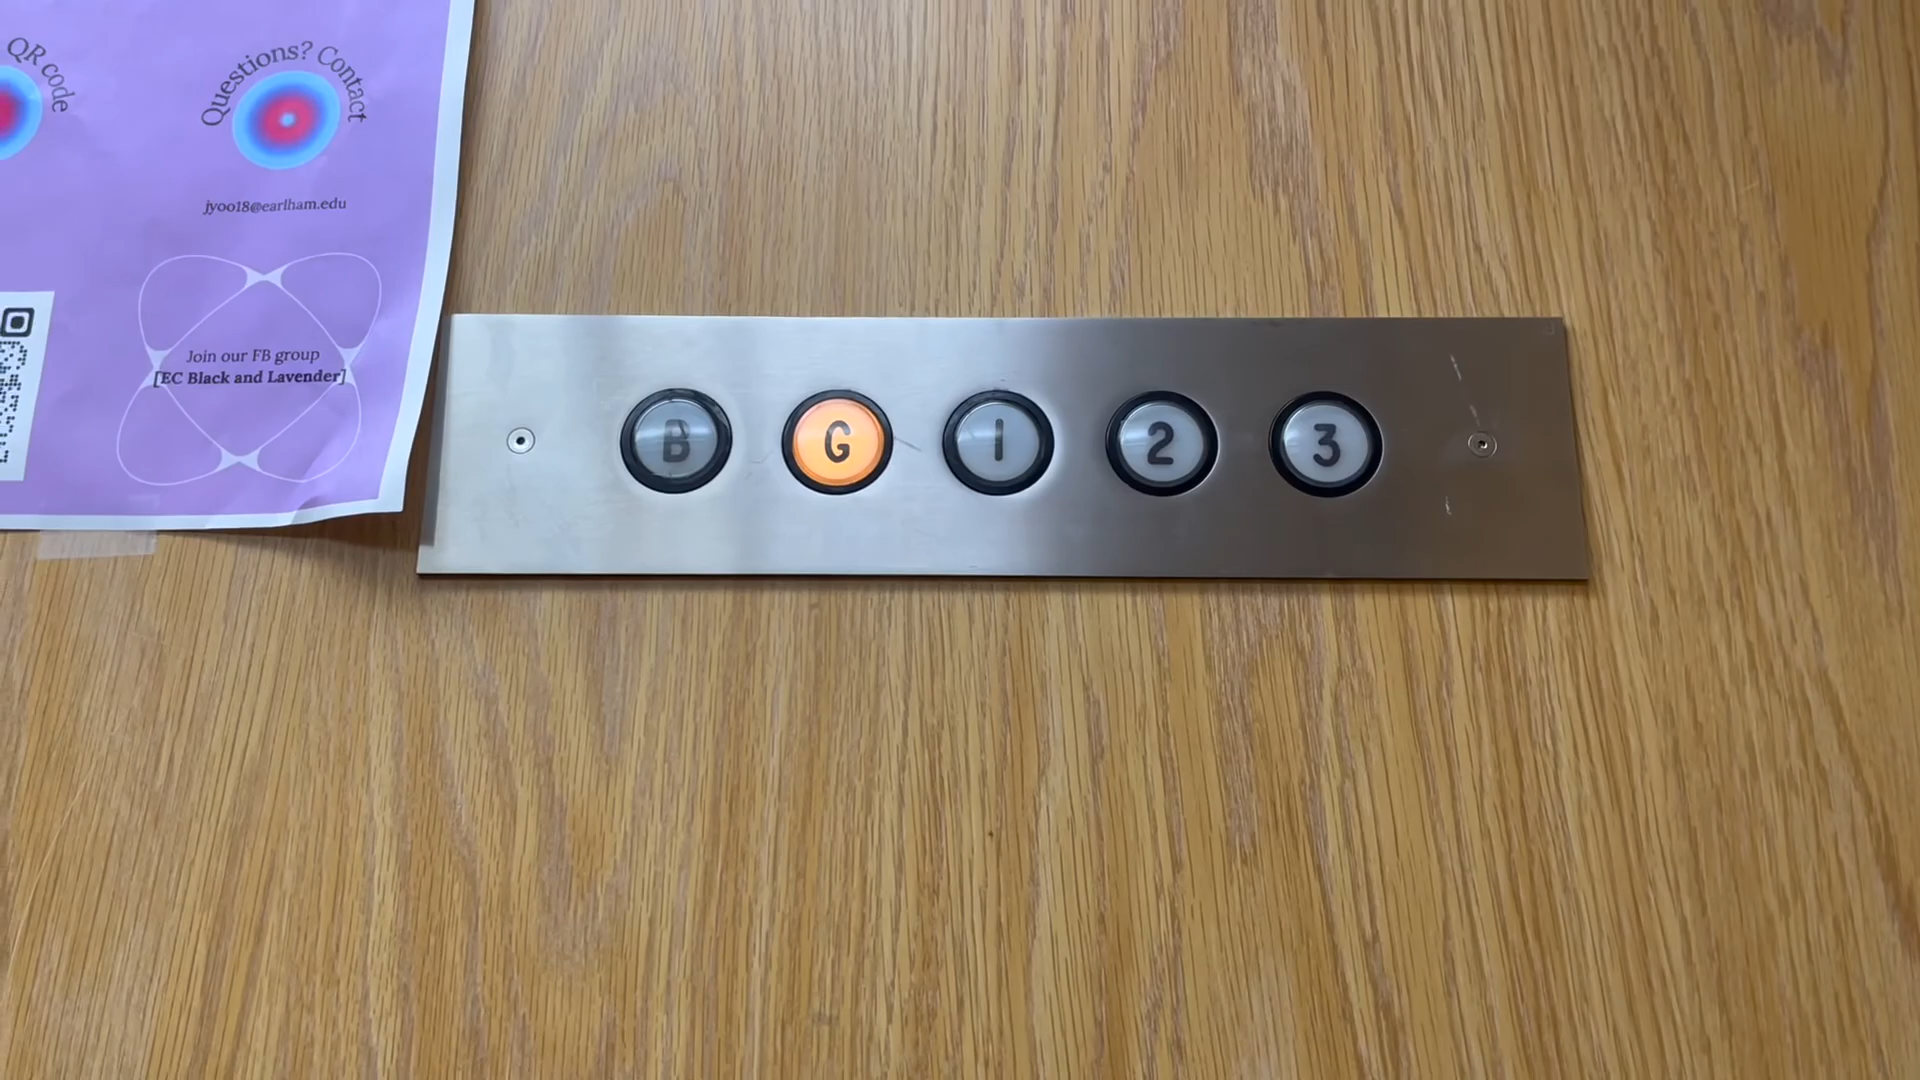 QR code
Questions? Contact
jyoo18@earlham.edu
Join our FB group
[EC Black and Lavender]
B G 1 2 3